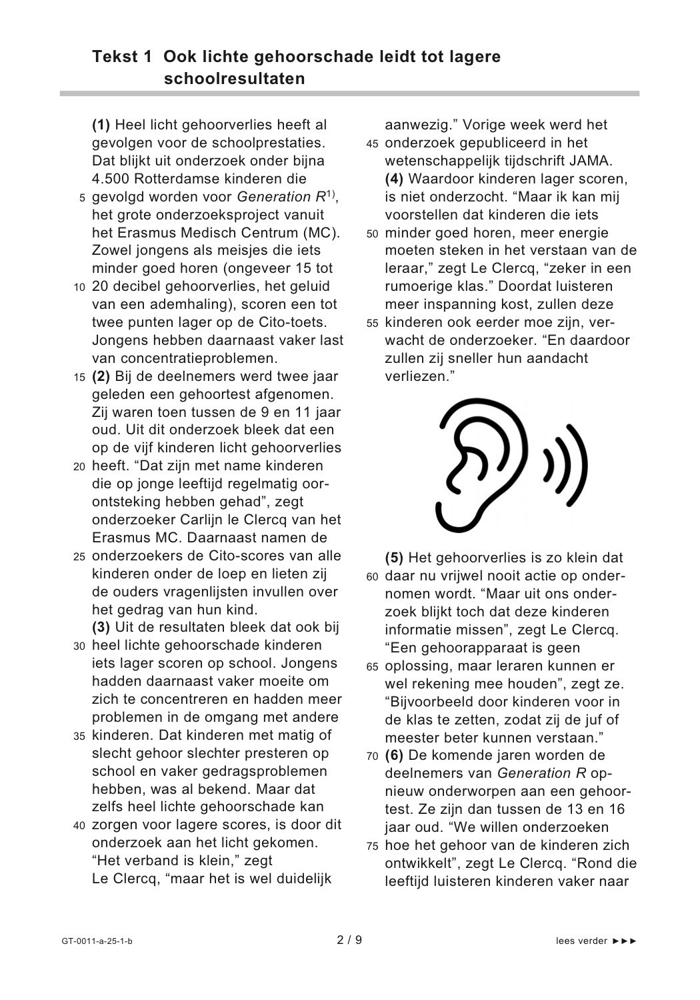 Tekst 1 Ook lichte gehoorschade leidt tot lagere
schoolresultaten
(1) Heel licht gehoorverlies heeft al
gevolgen voor de schoolprestaties.
Dat blijkt uit onderzoek onder bijna
4.500 Rotterdamse kinderen die
5 gevolgd worden voor Generation R1),
het grote onderzoeksproject vanuit
het Erasmus Medisch Centrum (MC).
Zowel jongens als meisjes die iets
minder goed horen (ongeveer 15 tot
10 20 decibel gehoorverlies, het geluid
van een ademhaling), scoren een tot
twee punten lager op de Cito-toets.
Jongens hebben daarnaast vaker last
van concentratieproblemen.
15 (2) Bij de deelnemers werd twee jaar
geleden een gehoortest afgenomen.
Zij waren toen tussen de 9 en 11 jaar
oud. Uit dit onderzoek bleek dat een
op de vijf kinderen licht gehoorverlies
20 heeft. “Dat zijn met name kinderen
die op jonge leeftijd regelmatig oor-
ontsteking hebben gehad”, zegt
onderzoeker Carlijn le Clercq van het
Erasmus MC. Daarnaast namen de
25 onderzoekers de Cito-scores van alle
kinderen onder de loep en lieten zij
de ouders vragenlijsten invullen over
het gedrag van hun kind.
(3) Uit de resultaten bleek dat ook bij
30 heel lichte gehoorschade kinderen
iets lager scoren op school. Jongens
hadden daarnaast vaker moeite om
zich te concentreren en hadden meer
problemen in de omgang met andere
35 kinderen. Dat kinderen met matig of
slecht gehoor slechter presteren op
school en vaker gedragsproblemen
hebben, was al bekend. Maar dat
zelfs heel lichte gehoorschade kan
40 zorgen voor lagere scores, is door dit
onderzoek aan het licht gekomen.
“Het verband is klein,” zegt
Le Clercq, “maar het is wel duidelijk
aanwezig.” Vorige week werd het
45 onderzoek gepubliceerd in het
wetenschappelijk tijdschrift JAMA.
(4) Waardoor kinderen lager scoren,
is niet onderzocht. “Maar ik kan mij
voorstellen dat kinderen die iets
50 minder goed horen, meer energie
moeten steken in het verstaan van de
leraar,” zegt Le Clercq, “zeker in een
rumoerige klas.” Doordat luisteren
meer inspanning kost, zullen deze
55 kinderen ook eerder moe zijn, ver-
wacht de onderzoeker. “En daardoor
zullen zij sneller hun aandacht
verliezen.”
(5) Het gehoorverlies is zo klein dat
60 daar nu vrijwel nooit actie op onder-
nomen wordt. “Maar uit ons onder-
zoek blijkt toch dat deze kinderen
informatie missen”, zegt Le Clercq.
“Een gehoorapparaat is geen
65 oplossing, maar leraren kunnen er
wel rekening mee houden”, zegt ze.
“Bijvoorbeeld door kinderen voor in
de klas te zetten, zodat zij de juf of
meester beter kunnen verstaan.”
70 (6) De komende jaren worden de
deelnemers van Generation R op-
nieuw onderworpen aan een gehoor-
test. Ze zijn dan tussen de 13 en 16
jaar oud. “We willen onderzoeken
75 hoe het gehoor van de kinderen zich
ontwikkelt”, zegt Le Clercq. “Rond die
leeftijd luisteren kinderen vaker naar
GT-0011-a-25-1-b
2 / 9
lees verder ►►►